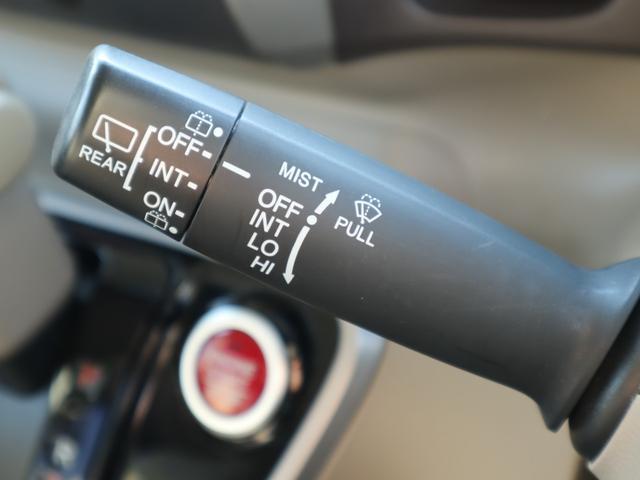 REAR
OFF
INT
ON
MIST
OFF
INT
LO
HI
PULL